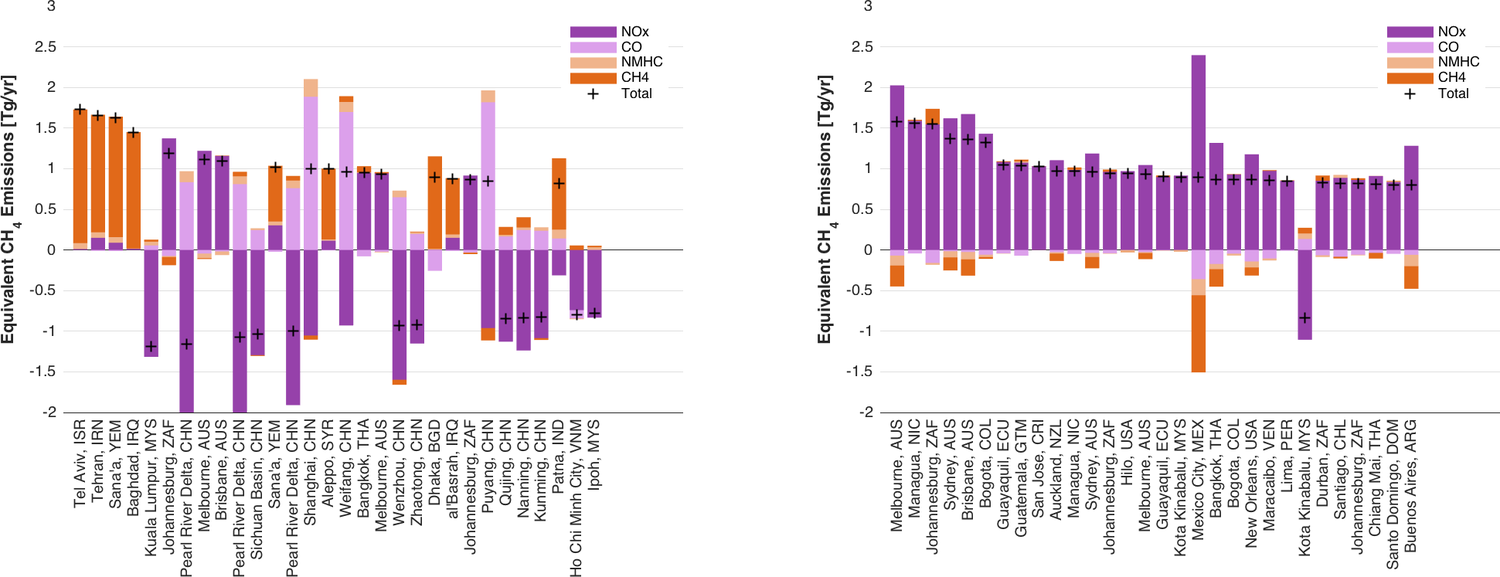 3
2.5
2
1.5
1
0.5
0
-0.5
-1
-1.5
-2
Equivalent CH4 Emissions [Tg/yr]
NOx
CO
NMHC
CH4
Total
Tel Aviv, ISR
Tehran, IRN
Sana'a, YEM
Baghdad, IRQ
Kuala Lumpur, MYS
Johannesburg, ZAF
Pearl River Delta, CHN
Melbourne, AUS
Brisbane, AUS
Pearl River Delta, CHN
Sichuan Basin, CHN
Sana'a, YEM
Pearl River Delta, CHN
Shanghai, CHN
Aleppo, SYR
Weifang, CHN
Bangkok, THA
Melbourne, AUS
Wenzhou, CHN
Zhaotong, CHN
Dhaka, BGD
al'Basrah, IRQ
Johannesburg, ZAF
Puyang, CHN
Qujing, CHN
Nanning, CHN
Kunming, CHN
Patna, IND
Ho Chi Minh City, VNM
Ipoh, MYS
3
2.5
2
1.5
1
0.5
0
-0.5
-1
-1.5
-2
Equivalent CH4 Emissions [Tg/yr]
NOx
CO
NMHC
CH4
Total
Melbourne, AUS
Managua, NIC
Johannesburg, ZAF
Sydney, AUS
Brisbane, AUS
Bogota, COL
Guayaquil, ECU
Guatemala, GTM
San Jose, CRI
Auckland, NZL
Managua, NIC
Sydney, AUS
Johannesburg, ZAF
Hilo, USA
Melbourne, AUS
Guayaquil, ECU
Kota Kinabalu, MYS
Mexico City, MEX
Bangkok, THA
Bogota, COL
New Orleans, USA
Maracaibo, VEN
Lima, PER
Kota Kinabalu, MYS
Durban, ZAF
Santiago, CHL
Johannesburg, ZAF
Chiang Mai, THA
Santo Domingo, DOM
Buenos Aires, ARG